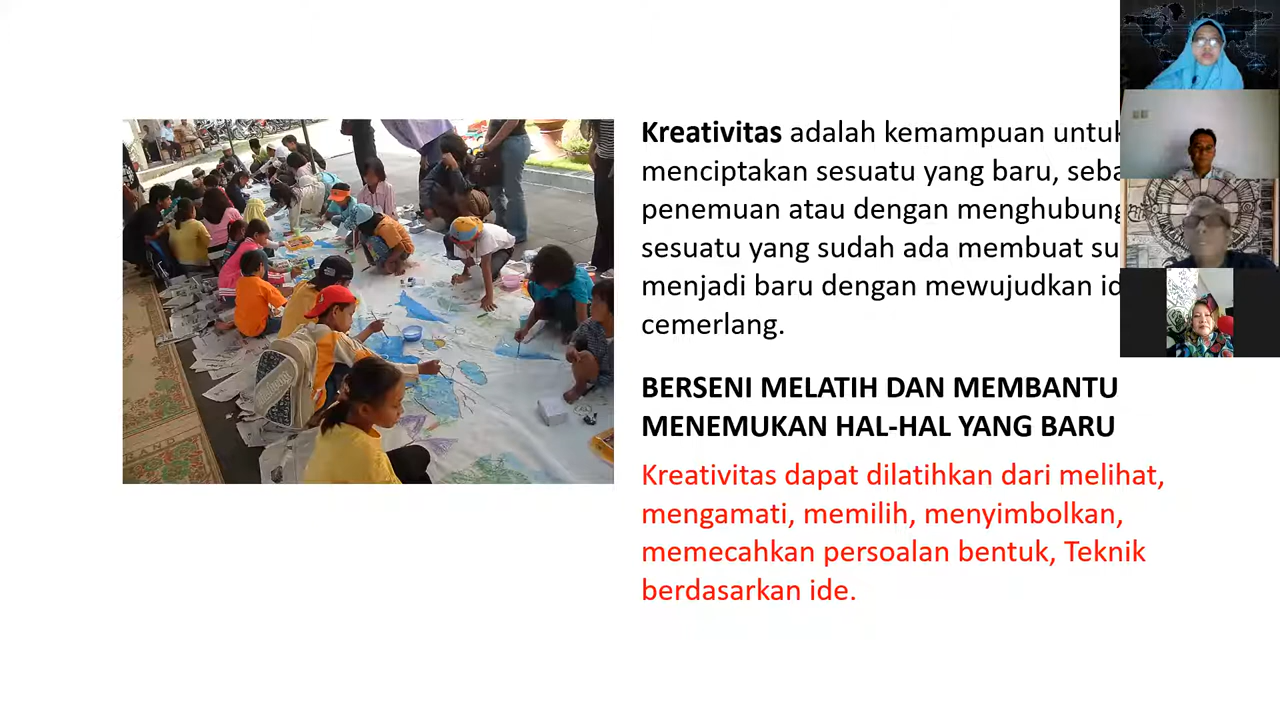 Kreativitas adalah kemampuan untuk
menciptakan sesuatu yang baru,
penemuan atau dengan menghubung
sesuatu yang sudah ada membuat
menjadi baru dengan mewujudkan
cemerlang.
BERSENI MELATIH DAN MEMBANTU
MENEMUKAN HAL-HAL YANG BARU
Kreativitas dapat dilatihkan dari melihat,
mengamati, memilih, menyimbolkan,
memecahkan persoalan bentuk, Teknik
berdasarkan ide.